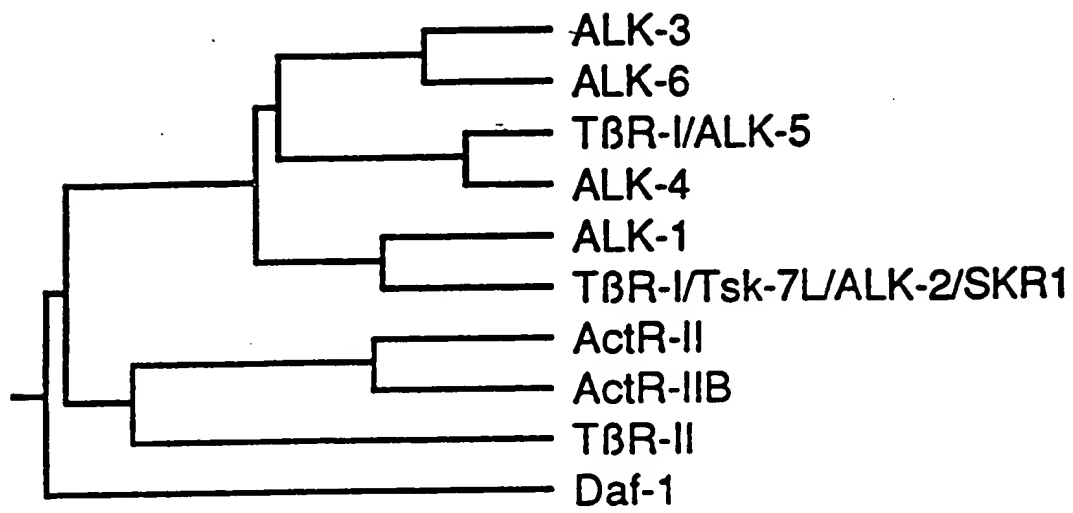 ALK-3
ALK-6
TßR-I/ALK-5
ALK-4
ALK-1
TßR-I/Tsk-7L/ALK-2/SKR1
ActR-II
ActR-IIB
TßR-II
Daf-1